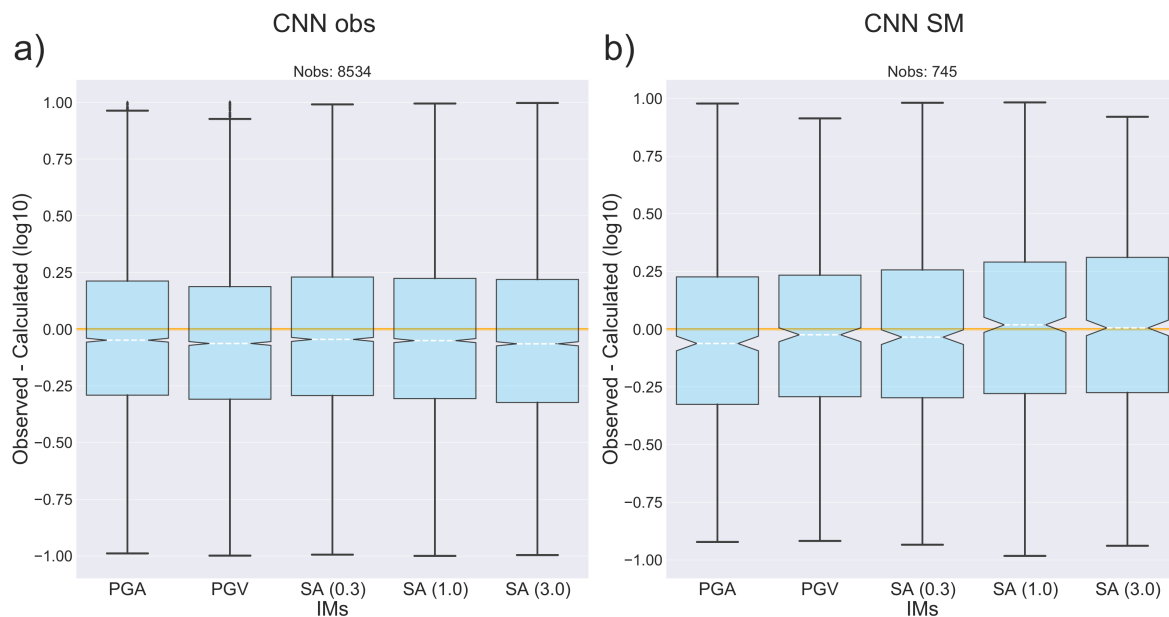 CNN obs
a)
Nobs: 8534
Observed - Calculated (log10)
1.00
0.75
0.50
0.25
0.00
−0.25
−0.50
−0.75
−1.00
PGA PGV SA (0.3) SA (1.0) SA (3.0)
IMs
CNN SM
b)
Nobs: 745
Observed - Calculated (log10)
1.00
0.75
0.50
0.25
0.00
−0.25
−0.50
−0.75
−1.00
PGA PGV SA (0.3) SA (1.0) SA (3.0)
IMs